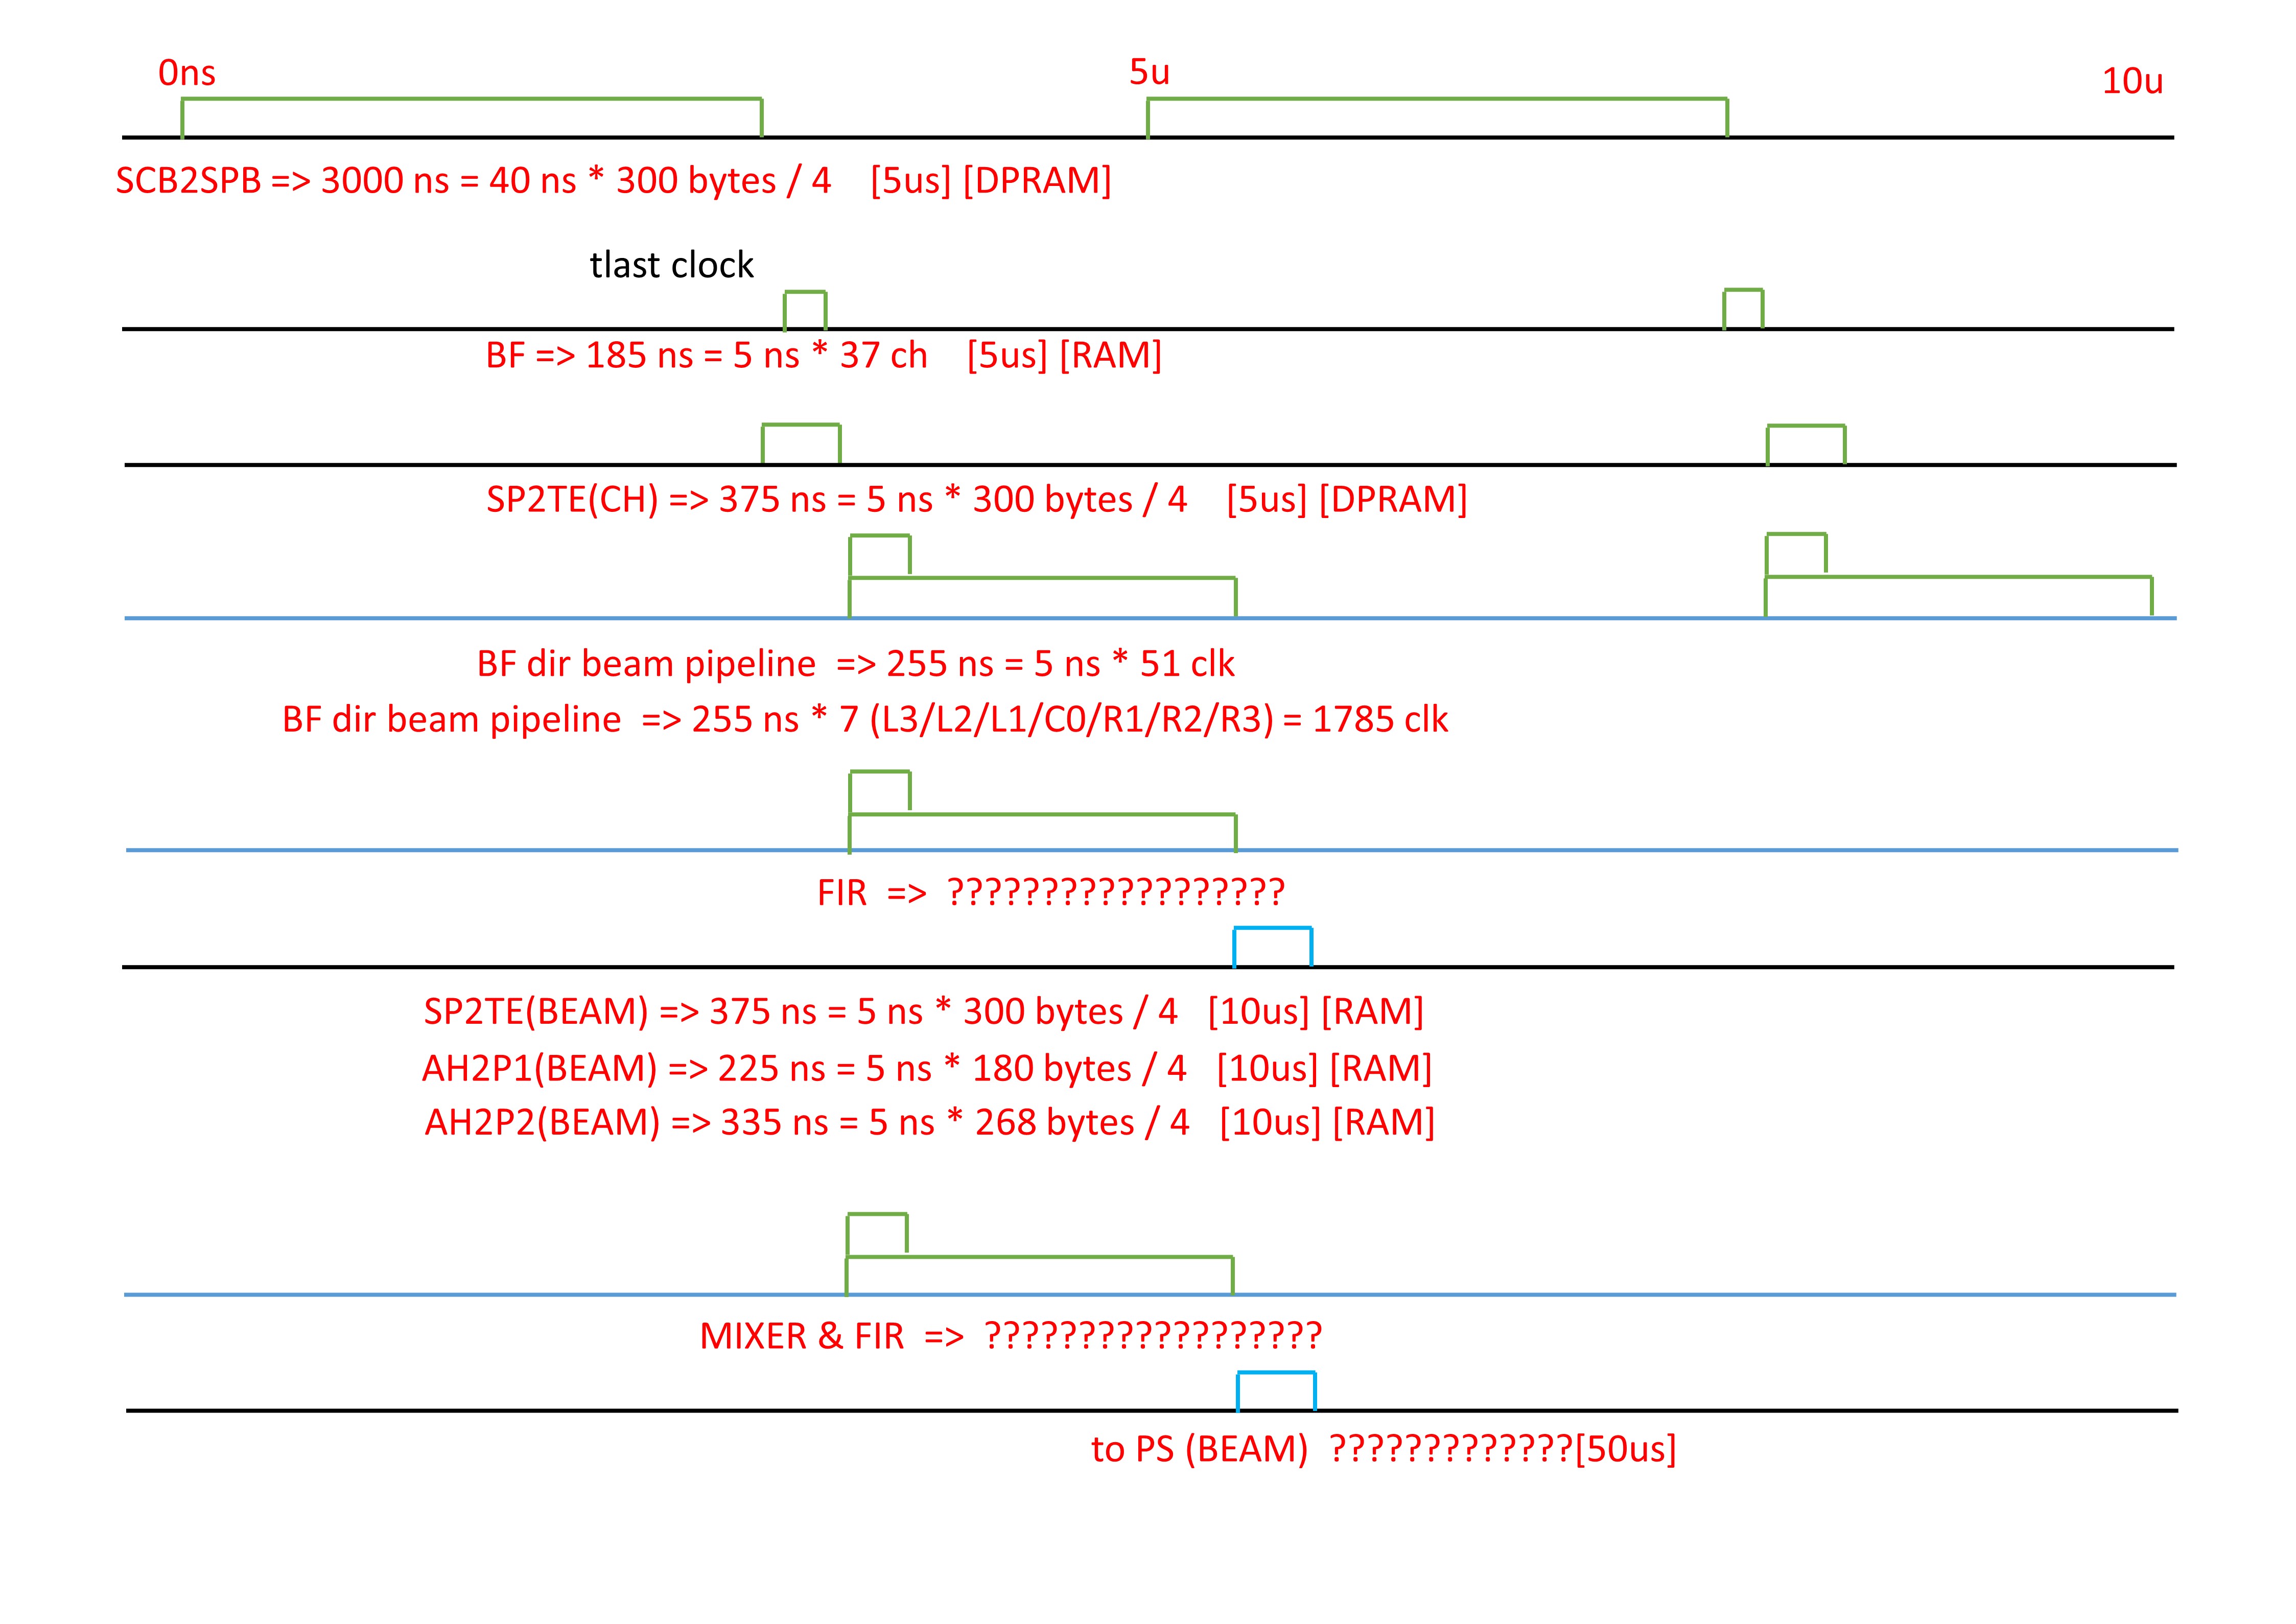 0ns 5u 10u
SCB2SPB => 3000 ns = 40 ns * 300 bytes / 4 [5us] [DPRAM]
tlast clock
BF => 185 ns = 5 ns * 37 ch [5us] [RAM]
SP2TE(CH) => 375 ns = 5 ns * 300 bytes / 4 [5us] [DPRAM]
BF dir beam pipeline => 255 ns = 5 ns * 51 clk
BF dir beam pipeline => 255 ns * 7 (L3/L2/L1/C0/R1/R2/R3) = 1785 clk
FIR => ??????????????????
SP2TE(BEAM) => 375 ns = 5 ns * 300 bytes / 4 [10us] [RAM]
AH2P1(BEAM) => 225 ns = 5 ns * 180 bytes / 4 [10us] [RAM]
AH2P2(BEAM) => 335 ns = 5 ns * 268 bytes / 4 [10us] [RAM]
MIXER & FIR => ??????????????????
to PS (BEAM) ?????????????[50us]